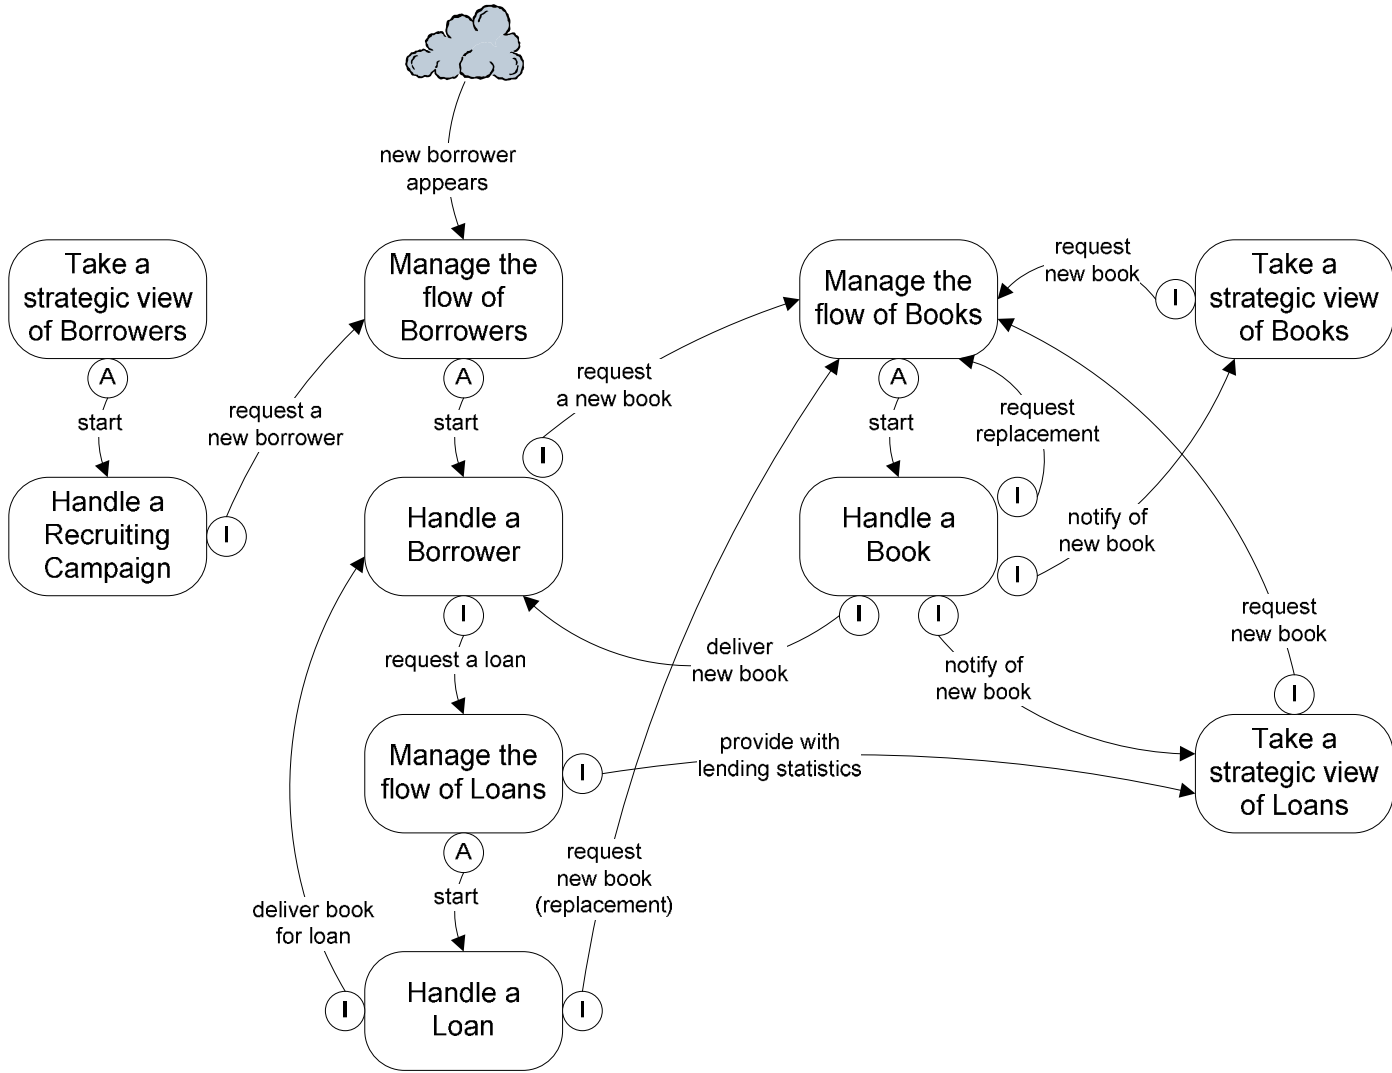 new borrower
appears
Take a
strategic view
of Borrowers
A
start
Handle a
Recruiting
Campaign
I
request a
new borrower
Manage the
flow of
Borrowers
A
start
Handle a
Borrower
I
request
a new book
I
request a loan
Manage the
flow of Loans
I
provide with
lending statistics
A
start
Handle a
Loan
I
deliver book
for loan
I
request
new book
(replacement)
Manage the
flow of Books
A
start
Handle a
Book
I
request
replacement
I
notify of
new book
I
deliver
new book
I
notify of
new book
Take a
strategic view
of Books
I
request
new book
Take a
strategic view
of Loans
I
request
new book